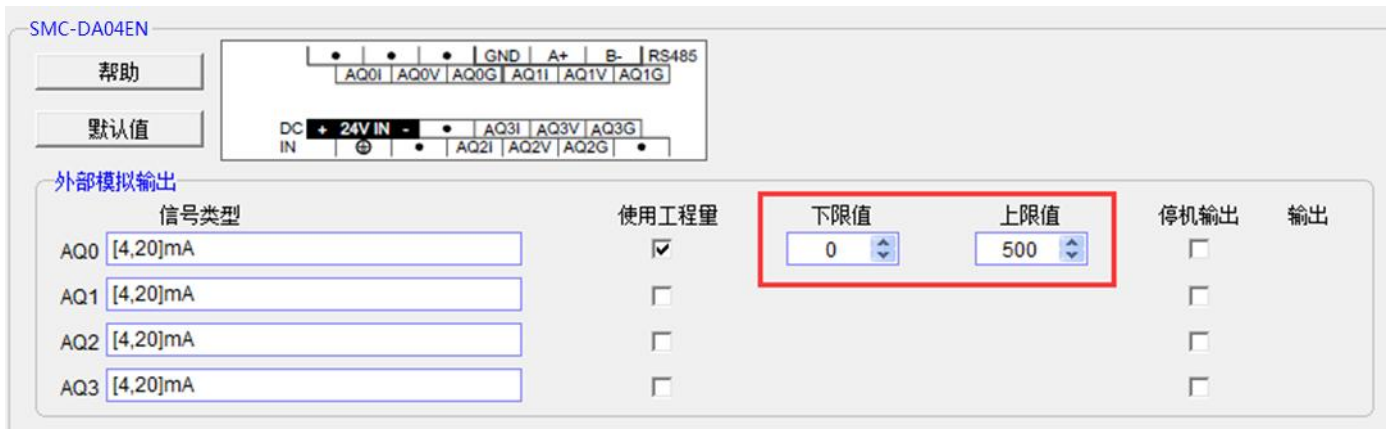 SMC-DA04EN
帮助
默认值
● ● ● GND A+ B- RS485
AQ0I AQ0V AQ0G AQ1I AQ1V AQ1G
DC + 24V IN - ● AQ3I AQ3V AQ3G
IN ● AQ2I AQ2V AQ2G ●
外部模拟输出
信号类型 使用工程量 下限值 上限值 停机输出 输出
AQ0 [4,20]mA 0 500
AQ1 [4,20]mA
AQ2 [4,20]mA
AQ3 [4,20]mA